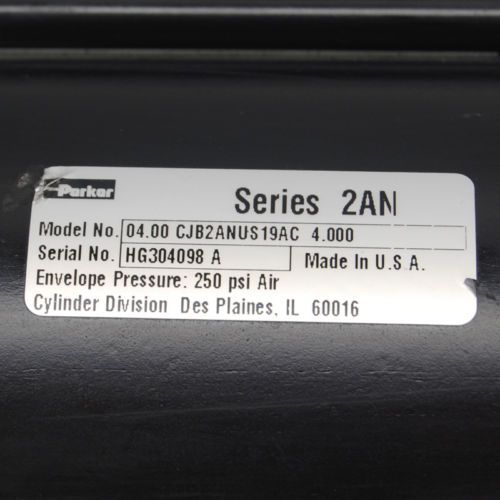 Parker
Series 2AN
Model No. 04.00 CJB2ANUS19AC 4.000
Serial No. HG304098 A Made In U.S.A.
Envelope Pressure: 250 psi Air
Cylinder Division Des Plaines, IL 60016